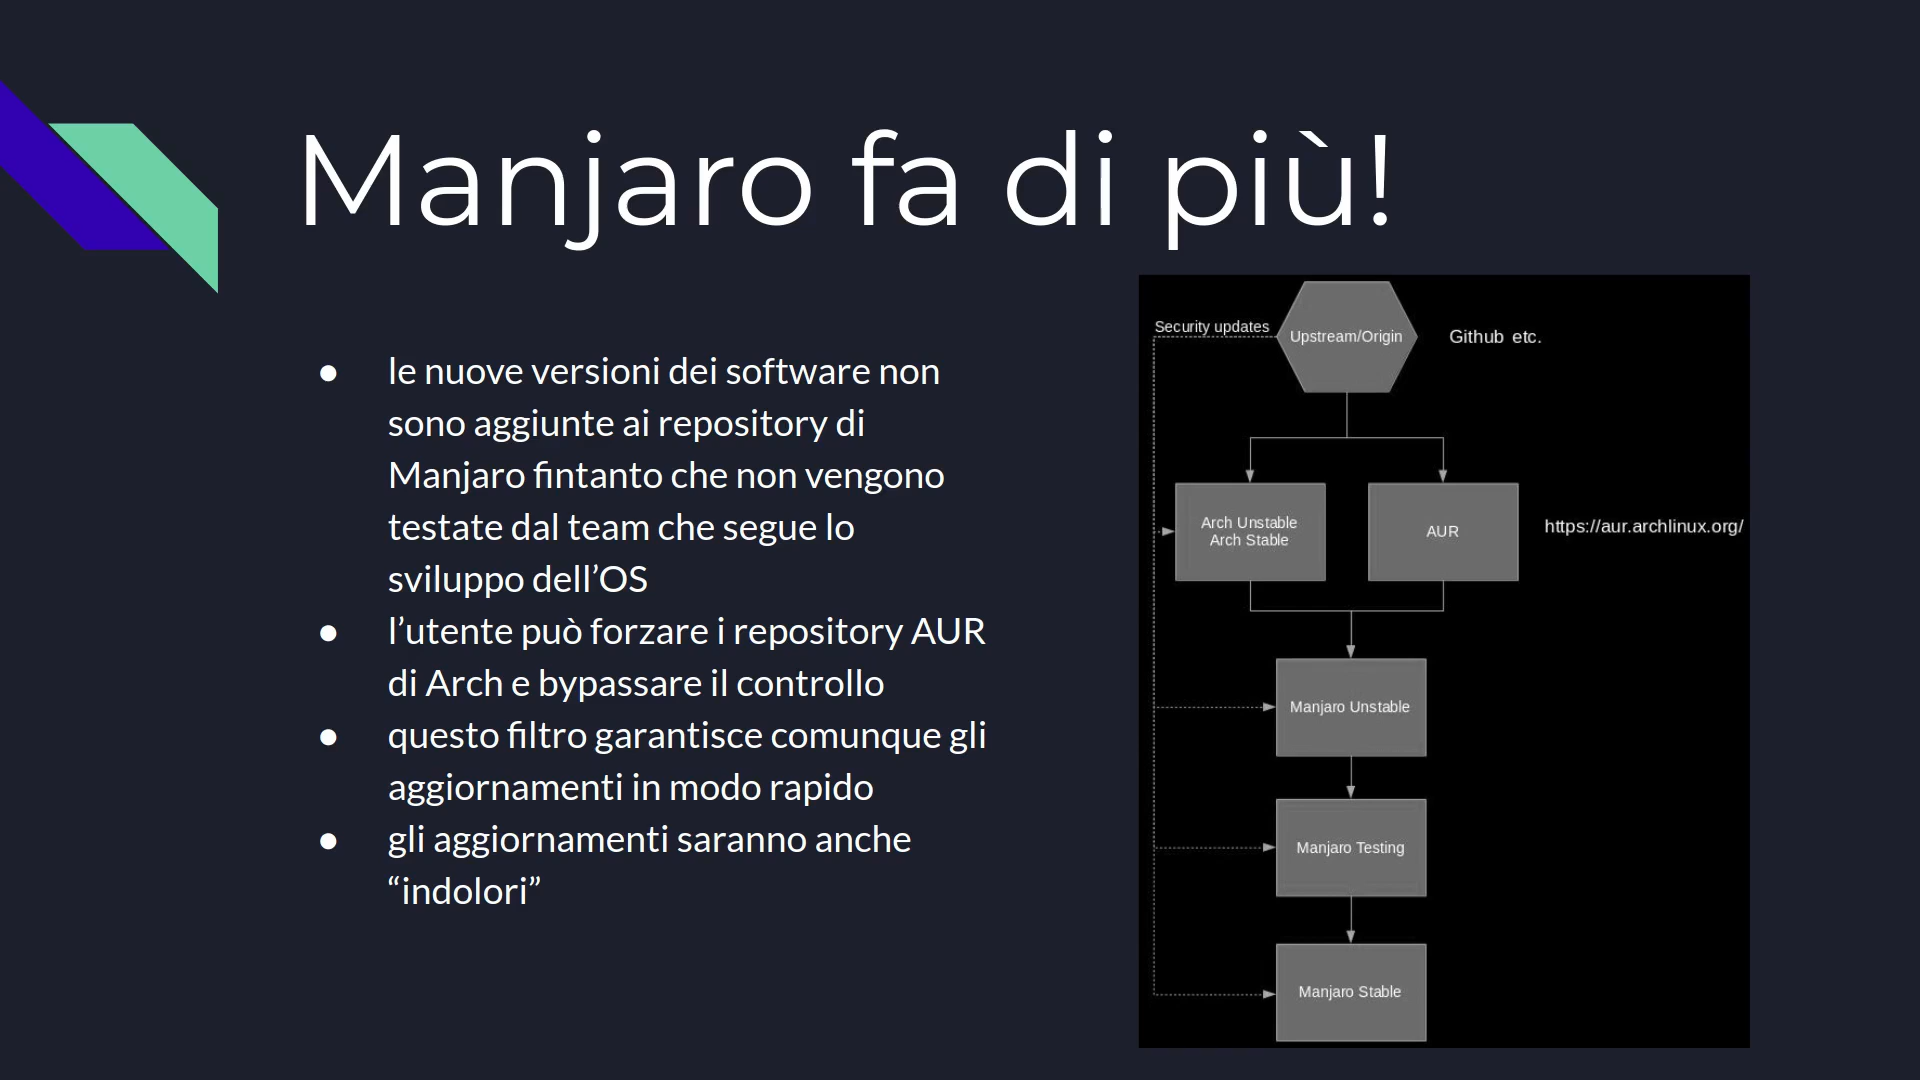 Manjaro fa di più!
● le nuove versioni dei software non
sono aggiunte ai repository di
Manjaro fintanto che non vengono
testate dal team che segue lo
sviluppo dell’OS
● l’utente può forzare i repository AUR
di Arch e bypassare il controllo
● questo filtro garantisce comunque gli
aggiornamenti in modo rapido
● gli aggiornamenti saranno anche
“indolori”
Security updates
Upstream/Origin
Github etc.
Arch Unstable
Arch Stable
AUR
https://aur.archlinux.org/
Manjaro Unstable
Manjaro Testing
Manjaro Stable